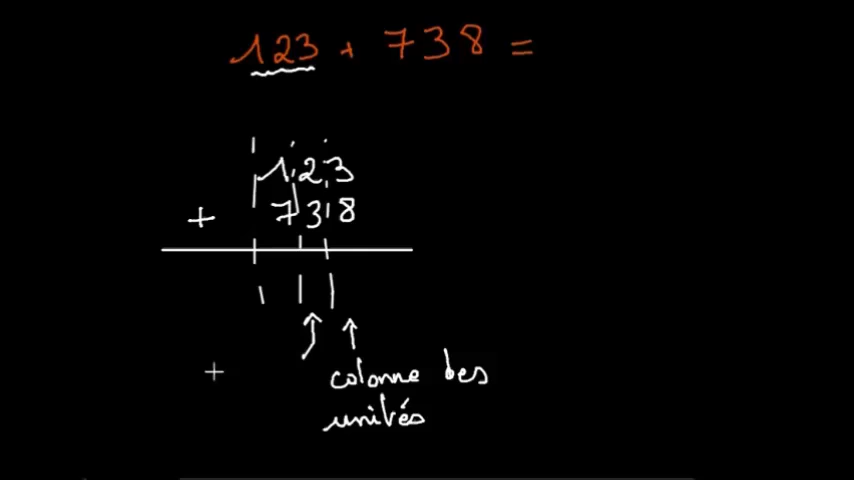 123 + 738 =
123
+ 738
colonne des
unités